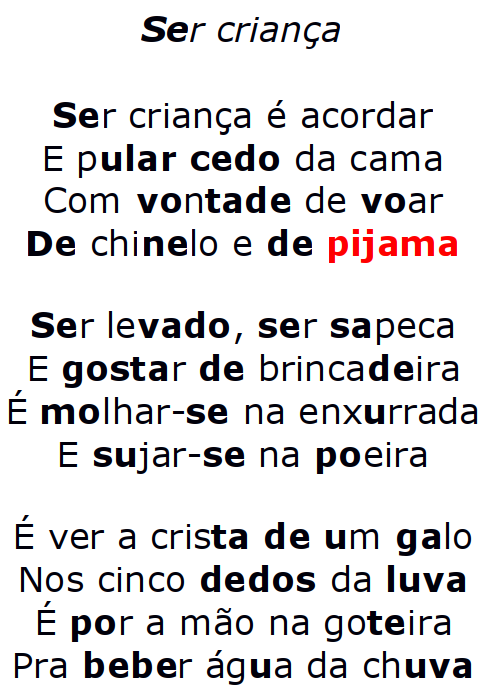 Ser criança
Ser criança é acordar
E pular cedo da cama
Com vontade de voar
De chinelo e de pijama
Ser levado, ser sapeca
E gostar de brincadeira
É molhar-se na enxurrada
E sujar-se na poeira
É ver a crista de um galo
Nos cinco dedos da luva
É por a mão na goteira
Pra beber água da chuva